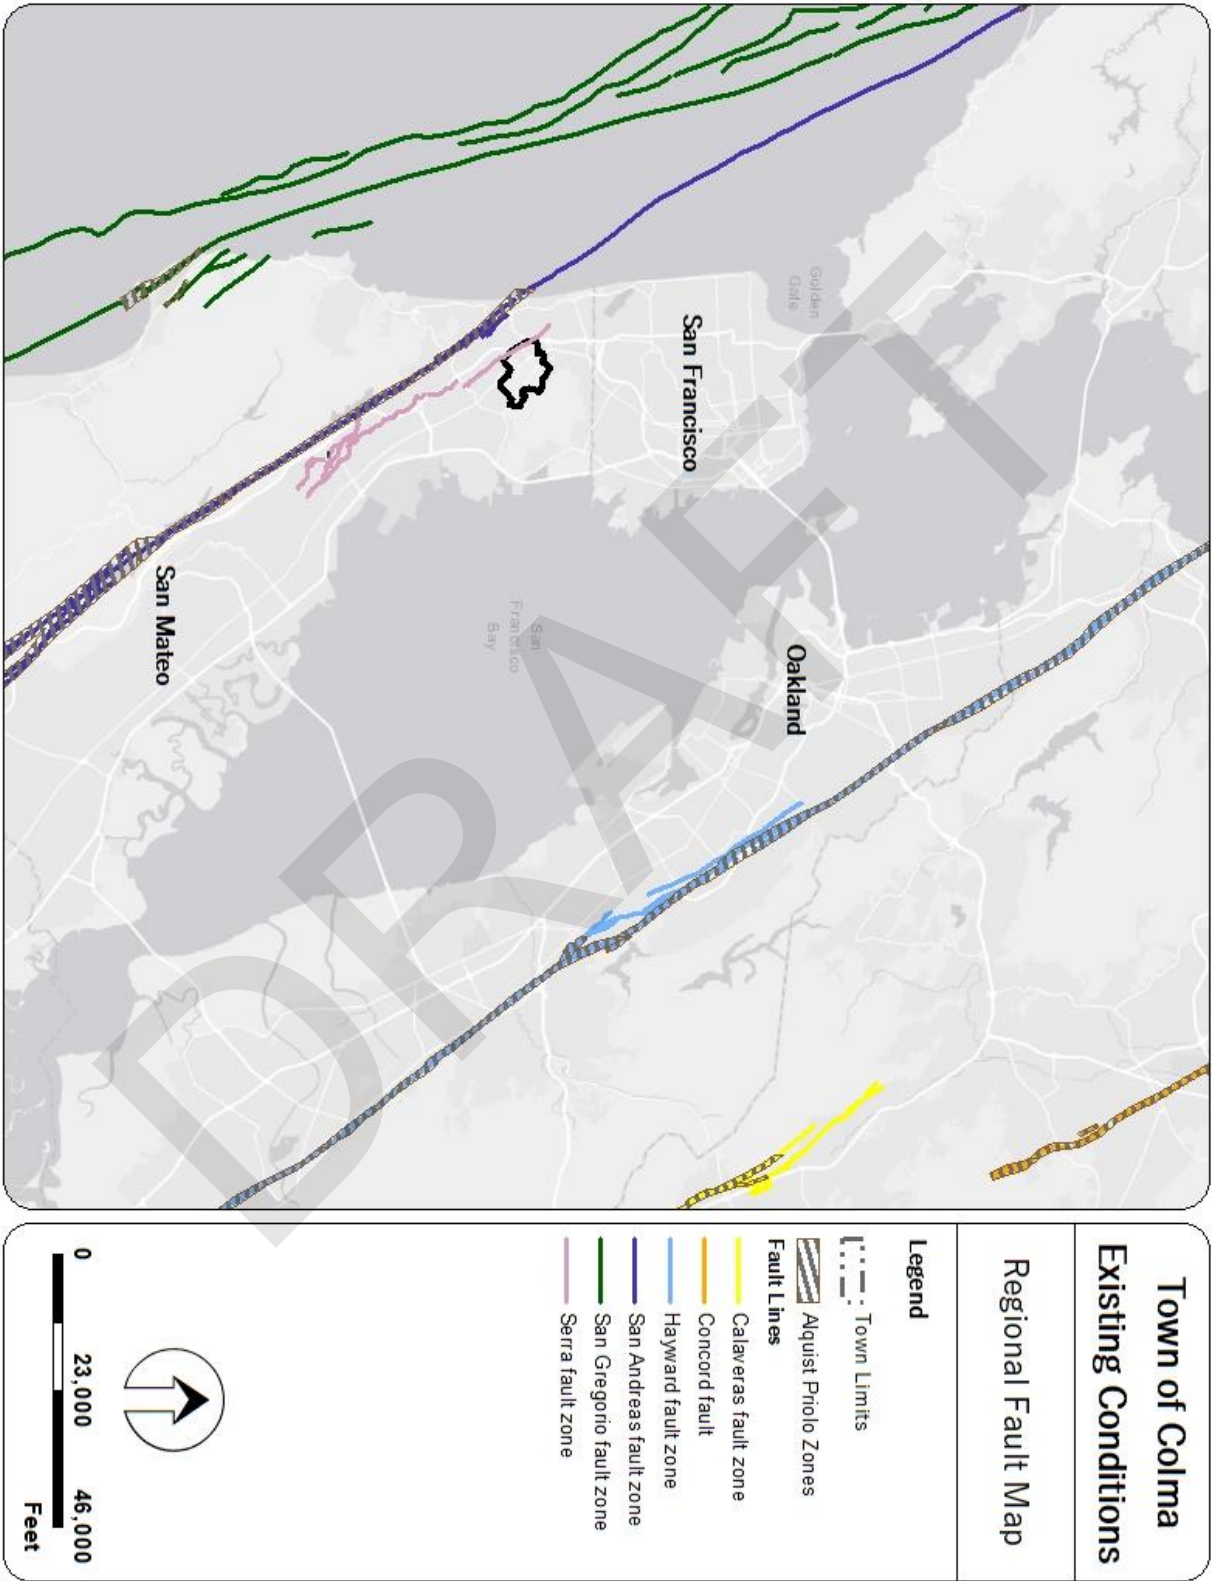 Town of Colma
Existing Conditions
Regional Fault Map
Legend
Town Limits
Alquist Priolo Zones
Fault Lines
Calaveras fault zone
Concord fault
Hayward fault zone
San Andreas fault zone
San Gregorio fault zone
Serra fault zone
0 23,000 46,000
Feet
Golden
Gate
San Francisco
Oakland
San
Francisco
Bay
San Mateo
DRAFT